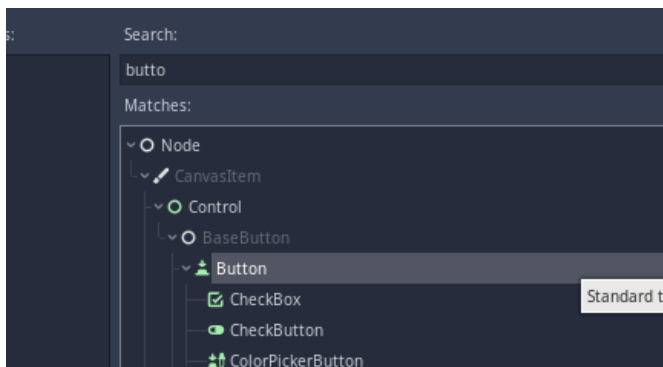 s:
Search:
butto
Matches:
Node
CanvasItem
Control
BaseButton
Button
CheckBox
Standard t
CheckButton
ColorPickerButton